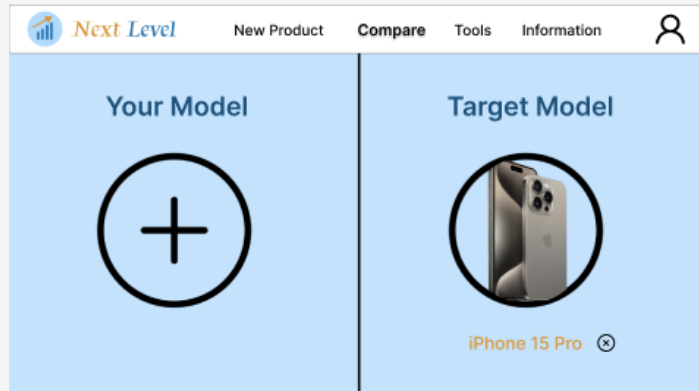 Next Level New Product Compare Tools Information
Your Model
Target Model
iPhone 15 Pro